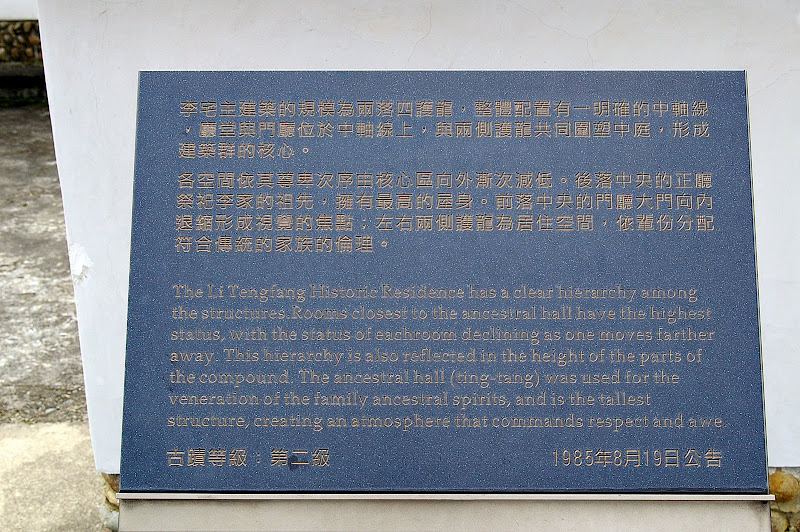 李宅主建築的規模為兩落四護龍，整體配置有一明確的中軸線
，廳堂與門廳位於中軸線上，與兩側護龍共同圍塑中庭，形成
建築群的核心。
各空間依其尊卑次序由核心區向外漸次減低。後落中央的正廳
祭祀李家的祖先，擁有最高的屋身。前落中央的門廳大門向內
退縮形成視覺的焦點；左右兩側護龍為居住空間，依輩份分配
符合傳統的家族的倫理。
The Li Tengfang Historic Residence has a clear hierarchy among
the structures.Rooms closest to the ancestral hall have the highest
status, with the status of eachroom declining as one moves farther
away. This hierarchy is also reflected in the height of the parts of
the compound. The ancestral hall (ting-tang) was used for the
veneration of the family ancestral spirits, and is the tallest
structure, creating an atmosphere that commands respect and awe
古蹟等級：第二級 1985年8月19日公告